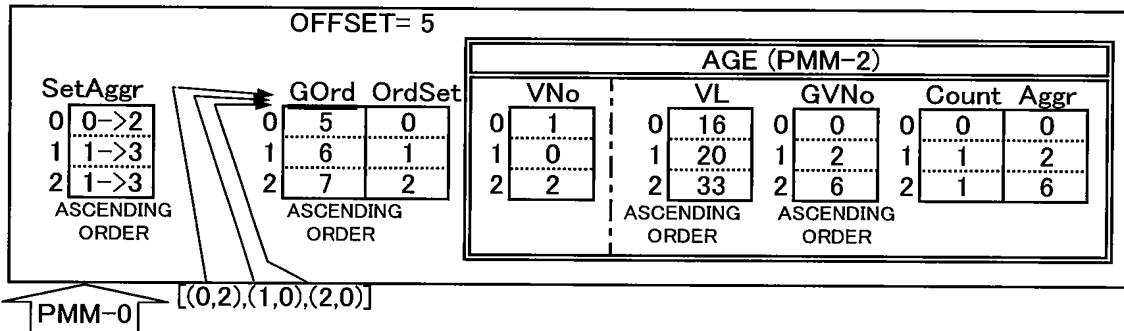 OFFSET= 5
AGE (PMM-2)
SetAggr GOrd OrdSet VNo VL GVNo Count Aggr
0 0->2 0 5 0 0 1 0 16 0 0 0 0 0
1 1->3 1 6 1 1 0 1 20 1 2 1 1 2
2 1->3 2 7 2 2 2 2 33 2 6 2 1 6
ASCENDING ASCENDING ASCENDING ASCENDING
ORDER ORDER ORDER ORDER
[(0,2),(1,0),(2,0)]
PMM-0